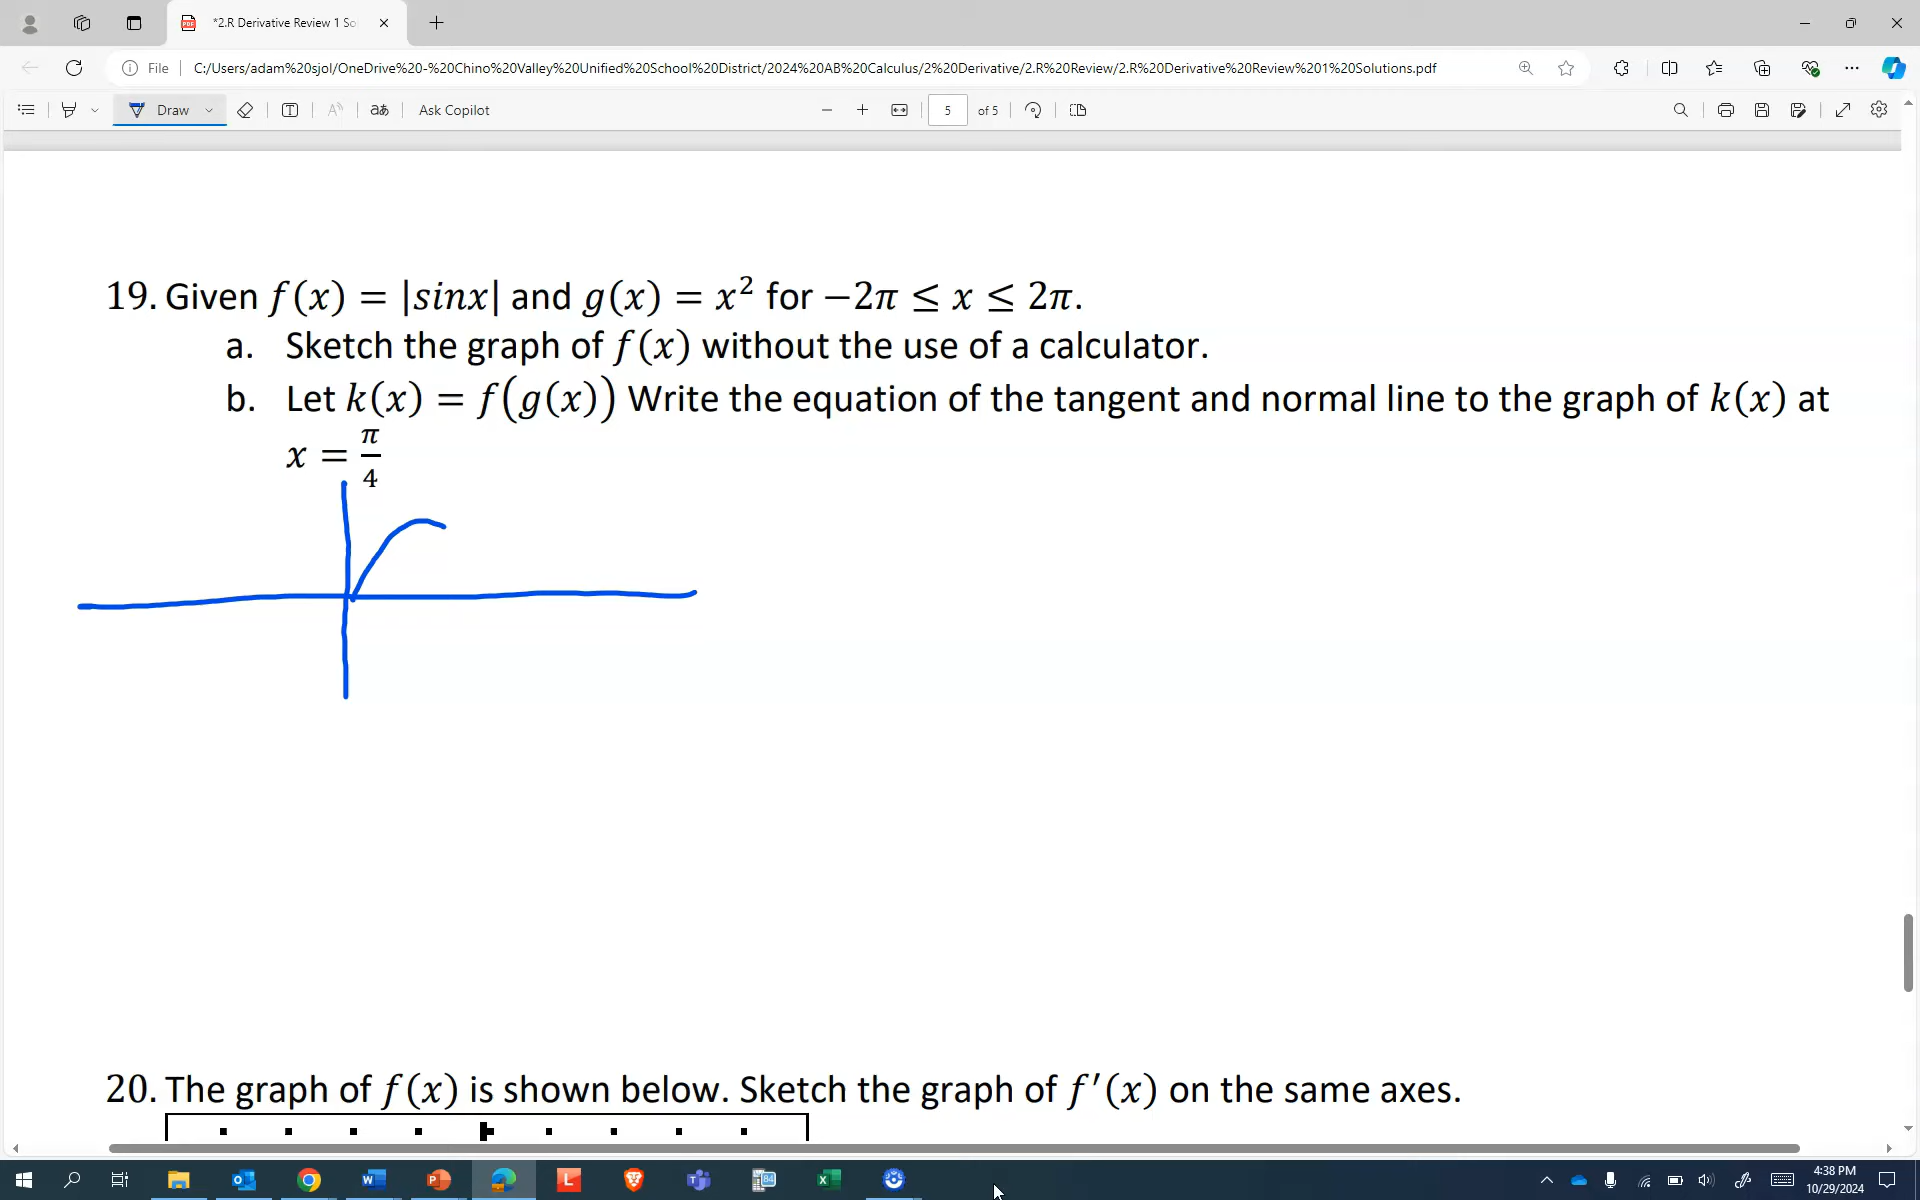 *2.R Derivative Review 1 So
File C:/Users/adam%20sjol/OneDrive%20-%20Chino%20Valley%20Unified%20School%20District/2024%20AB%20Calculus/2%20Derivative/2.R%20Review/2.R%20Derivative%20Review%201%20Solutions.pdf
Draw aあ Ask Copilot 5 of 5
19. Given f(x) = |sinx| and g(x) = x² for −2π ≤ x ≤ 2π.
a. Sketch the graph of f(x) without the use of a calculator.
b. Let k(x) = f(g(x)) Write the equation of the tangent and normal line to the graph of k(x) at
x = π/4
20. The graph of f(x) is shown below. Sketch the graph of f′(x) on the same axes.
4:38 PM
10/29/2024